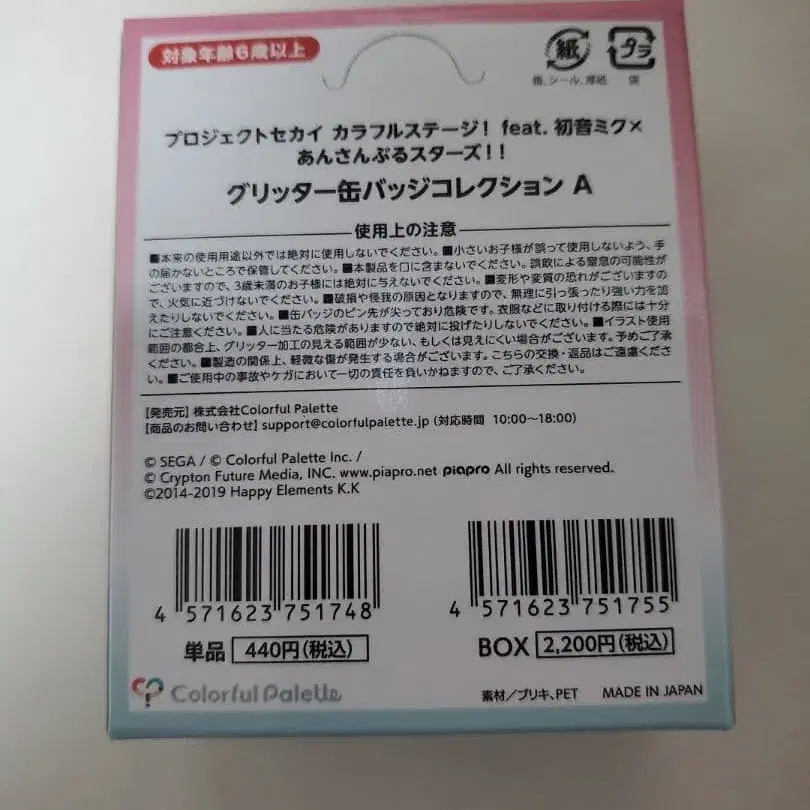 対象年齢6歳以上
紙
プラ
箱、シール、厚紙
袋
プロジェクトセカイ カラフルステージ! feat. 初音ミク×
あんさんぶるスターズ!!
グリッター缶バッジコレクション A
使用上の注意
■本来の使用用途以外では絶対に使用しないでください。■小さいお子様が誤って使用しないよう、手
の届かないところで保管してください。■本製品を口に含まないでください。誤飲による窒息の可能性が
ございますので、3歳未満のお子様には絶対に与えないでください。■変形や変質の恐れがございますの
で、火気に近づけないでください。■破損や怪我の原因となりますので、無理に引っ張ったり強い力を加
えたりしないでください。■缶バッジのピン先が尖っており危険です。衣服などに取り付ける際には十分
にご注意ください。■人に当たる危険がありますので絶対に投げたりしないでください。■イラスト使用
範囲の都合上、グリッター加工の見える範囲が少ない、もしくは見えにくい場合がございます。予めご了承
ください。■製造の関係上、軽微な傷が発生する場合がございます。こちらの交換・返品はご遠慮くださ
い。■ご使用中の事故やケガにおいて一切の責任を負いかねますので、ご了承ください。
[発売元] 株式会社Colorful Palette
[商品のお問い合わせ] support@colorfulpalette.jp (対応時間 10:00〜18:00)
© SEGA / © Colorful Palette Inc. /
© Crypton Future Media, INC. www.piapro.net piapro All rights reserved.
©2014-2019 Happy Elements K.K
4 571623 751748
4 571623 751755
単品 440円(税込)
BOX 2,200円(税込)
Colorful Palette
素材/ブリキ、PET MADE IN JAPAN